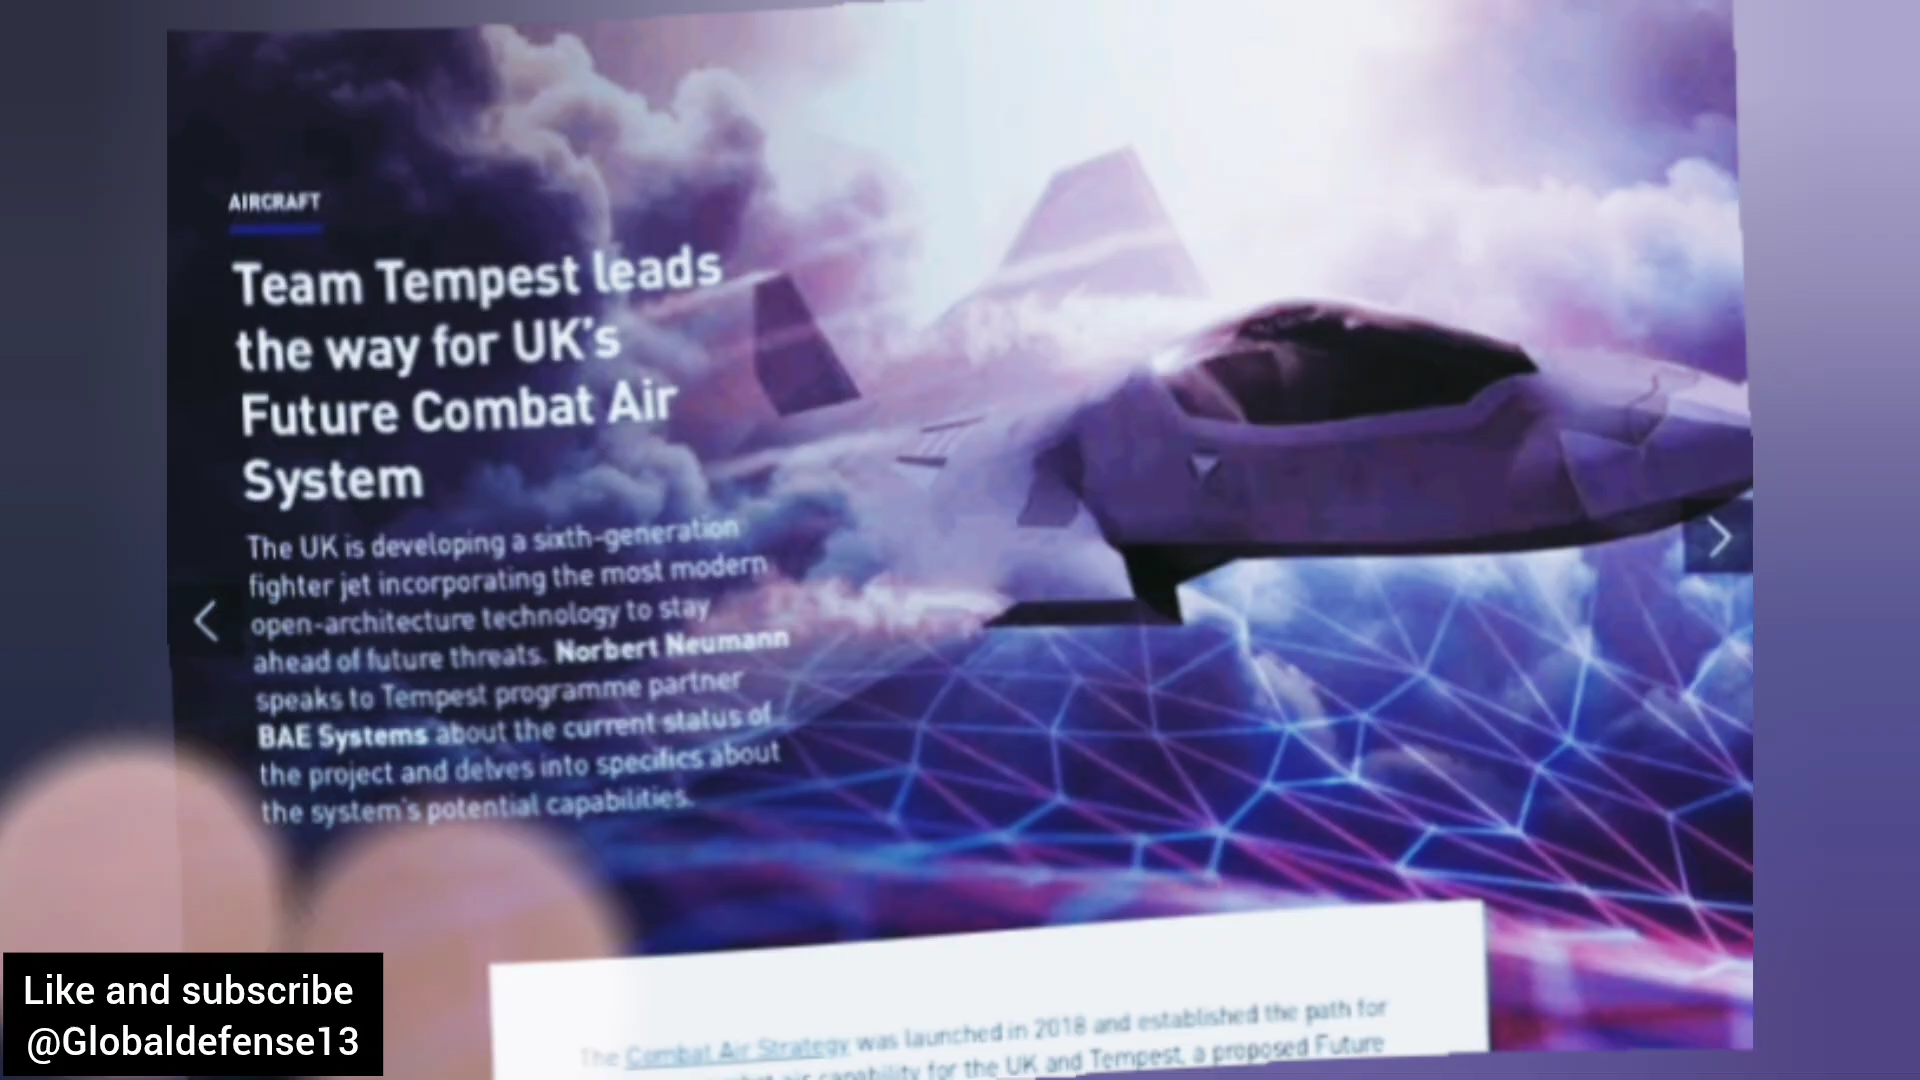 AIRCRAFT
Team Tempest leads
the way for UK's
Future Combat Air
System
The UK is developing a sixth-generation
fighter jet incorporating the most modern
open-architecture technology to stay
ahead of future threats. Norbert Neumann
speaks to Tempest programme partner
BAE Systems about the current status of
the project and delves into specifics about
the system's potential capabilities.
The Combat Air Strategy was launched in 2018 and established the path for
air capability for the UK and Tempest, a proposed Future
Like and subscribe
@Globaldefense13